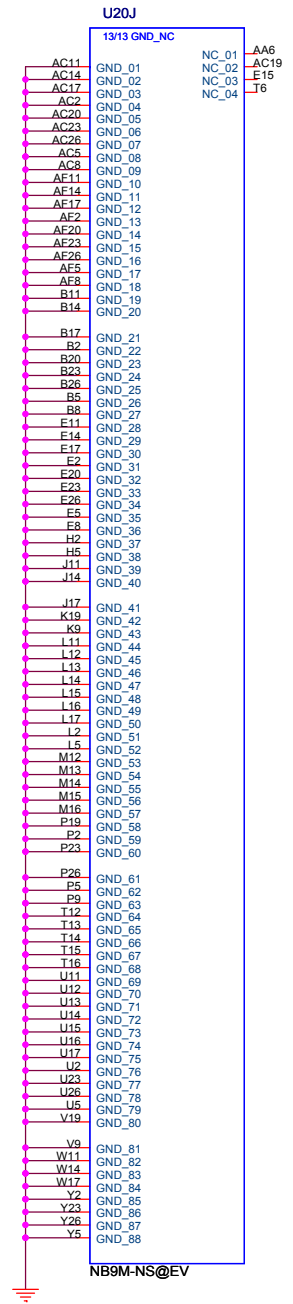 U20J
13/13 GND_NC
AC11 GND_01 NC_01 AA6
AC14 GND_02 NC_02 AC19
AC17 GND_03 NC_03 E15
AC2 GND_04 NC_04 T6
AC20 GND_05
AC23 GND_06
AC26 GND_07
AC5 GND_08
AC8 GND_09
AF11 GND_10
AF14 GND_11
AF17 GND_12
AF2 GND_13
AF20 GND_14
AF23 GND_15
AF26 GND_16
AF5 GND_17
AF8 GND_18
B11 GND_19
B14 GND_20
B17 GND_21
B2 GND_22
B20 GND_23
B23 GND_24
B26 GND_25
B5 GND_26
B8 GND_27
E11 GND_28
E14 GND_29
E17 GND_30
E2 GND_31
E20 GND_32
E23 GND_33
E26 GND_34
E5 GND_35
E8 GND_36
H2 GND_37
H5 GND_38
J11 GND_39
J14 GND_40
J17 GND_41
K19 GND_42
K9 GND_43
L11 GND_44
L12 GND_45
L13 GND_46
L14 GND_47
L15 GND_48
L16 GND_49
L17 GND_50
L2 GND_51
L5 GND_52
M12 GND_53
M13 GND_54
M14 GND_55
M15 GND_56
M16 GND_57
P19 GND_58
P2 GND_59
P23 GND_60
P26 GND_61
P5 GND_62
P9 GND_63
T12 GND_64
T13 GND_65
T14 GND_66
T15 GND_67
T16 GND_68
U11 GND_69
U12 GND_70
U13 GND_71
U14 GND_72
U15 GND_73
U16 GND_74
U17 GND_75
U2 GND_76
U23 GND_77
U26 GND_78
U5 GND_79
V19 GND_80
V9 GND_81
W11 GND_82
W14 GND_83
W17 GND_84
Y2 GND_85
Y23 GND_86
Y26 GND_87
Y5 GND_88
NB9M-NS@EV